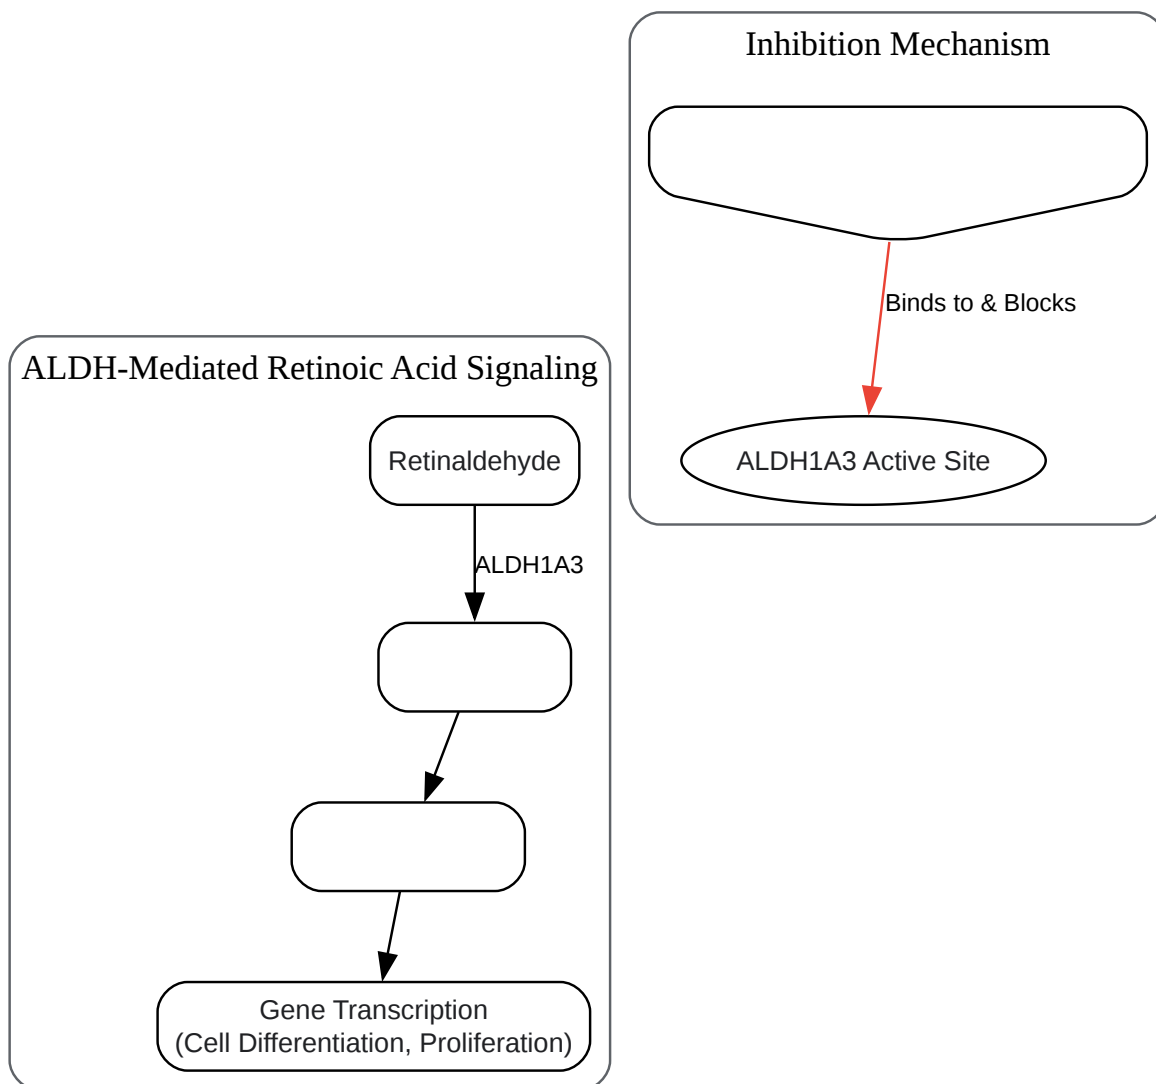 Inhibition Mechanism
Binds to & Blocks
ALDH1A3 Active Site
ALDH-Mediated Retinoic Acid Signaling
Retinaldehyde
ALDH1A3
Gene Transcription
(Cell Differentiation, Proliferation)